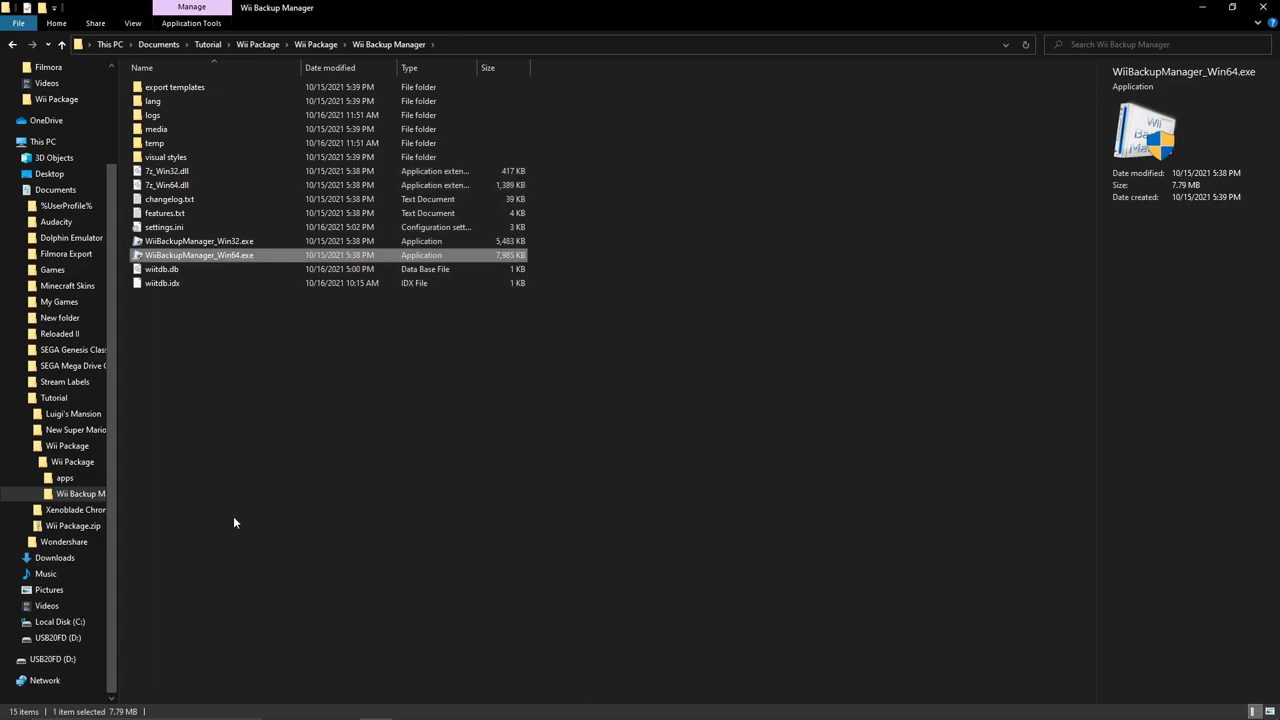 Manage
Wii Backup Manager
File
Home
Share
View
Application Tools
This PC
Documents
Tutorial
Wii Package
Wii Package
Wii Backup Manager
Search Wii Backup Manager
Filmora
Videos
Wii Package
OneDrive
This PC
3D Objects
Desktop
Documents
%UserProfile%
Audacity
Dolphin Emulator
Filmora Export
Games
Minecraft Skins
My Games
New folder
Reloaded II
SEGA Genesis Clas
SEGA Mega Drive C
Stream Labels
Tutorial
Luigi's Mansion
New Super Mario
Wii Package
Wii Package
apps
Wii Backup M
Xenoblade Chron
Wii Package.zip
Wondershare
Downloads
Music
Pictures
Videos
Local Disk (C:)
USB20FD (D:)
USB20FD (D:)
Network
Name Date modified Type Size
export templates 10/15/2021 5:39 PM File folder
lang 10/15/2021 5:39 PM File folder
logs 10/16/2021 11:51 AM File folder
media 10/15/2021 5:39 PM File folder
temp 10/16/2021 11:51 AM File folder
visual styles 10/15/2021 5:39 PM File folder
7z_Win32.dll 10/15/2021 5:38 PM Application exten... 417 KB
7z_Win64.dll 10/15/2021 5:38 PM Application exten... 1,389 KB
changelog.txt 10/15/2021 5:38 PM Text Document 39 KB
features.txt 10/15/2021 5:38 PM Text Document 4 KB
settings.ini 10/16/2021 5:02 PM Configuration sett... 3 KB
WiiBackupManager_Win32.exe 10/15/2021 5:38 PM Application 5,483 KB
WiiBackupManager_Win64.exe 10/15/2021 5:38 PM Application 7,985 KB
wiitdb.db 10/16/2021 5:00 PM Data Base File 1 KB
wiitdb.idx 10/16/2021 10:15 AM IDX File 1 KB
WiiBackupManager_Win64.exe
Application
Wii
Date modified: 10/15/2021 5:38 PM
Size: 7.79 MB
Date created: 10/15/2021 5:39 PM
15 items
1 item selected 7.79 MB